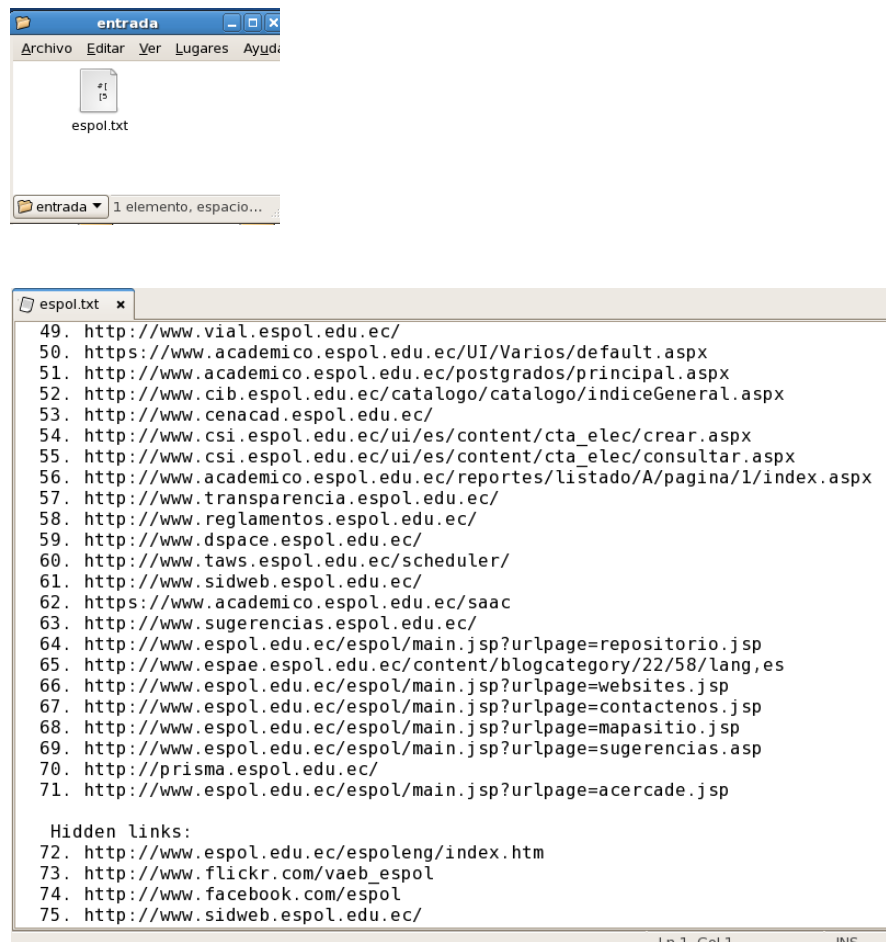 entrada
Archivo Editar Ver Lugares Ayuda
#[
[5
espol.txt
entrada 1 elemento, espacio...
espol.txt
49. http://www.vial.espol.edu.ec/
50. https://www.academico.espol.edu.ec/UI/Varios/default.aspx
51. http://www.academico.espol.edu.ec/postgrados/principal.aspx
52. http://www.cib.espol.edu.ec/catalogo/catalogo/indiceGeneral.aspx
53. http://www.cenacad.espol.edu.ec/
54. http://www.csi.espol.edu.ec/ui/es/content/cta_elec/crear.aspx
55. http://www.csi.espol.edu.ec/ui/es/content/cta_elec/consultar.aspx
56. http://www.academico.espol.edu.ec/reportes/listado/A/pagina/1/index.aspx
57. http://www.transparencia.espol.edu.ec/
58. http://www.reglamentos.espol.edu.ec/
59. http://www.dspace.espol.edu.ec/
60. http://www.taws.espol.edu.ec/scheduler/
61. http://www.sidweb.espol.edu.ec/
62. https://www.academico.espol.edu.ec/saac
63. http://www.sugerencias.espol.edu.ec/
64. http://www.espol.edu.ec/espol/main.jsp?urlpage=repositorio.jsp
65. http://www.espae.espol.edu.ec/content/blogcategory/22/58/lang,es
66. http://www.espol.edu.ec/espol/main.jsp?urlpage=websites.jsp
67. http://www.espol.edu.ec/espol/main.jsp?urlpage=contactenos.jsp
68. http://www.espol.edu.ec/espol/main.jsp?urlpage=mapasitio.jsp
69. http://www.espol.edu.ec/espol/main.jsp?urlpage=sugerencias.asp
70. http://prisma.espol.edu.ec/
71. http://www.espol.edu.ec/espol/main.jsp?urlpage=acercade.jsp
Hidden links:
72. http://www.espol.edu.ec/espoleng/index.htm
73. http://www.flickr.com/vaeb_espol
74. http://www.facebook.com/espol
75. http://www.sidweb.espol.edu.ec/